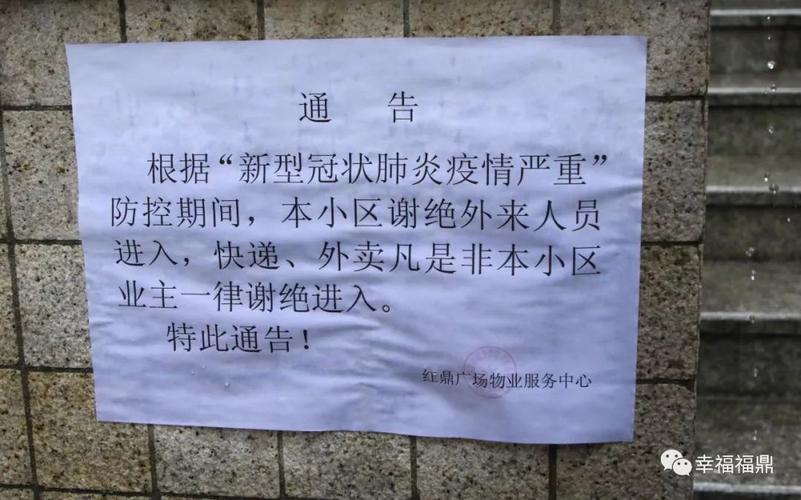 通 告
根据“新型冠状肺炎疫情严重”
防控期间，本小区谢绝外来人员
进入，快递、外卖凡是非本小区
业主一律谢绝进入。
特此通告！
红鼎广场物业服务中心
幸福福鼎